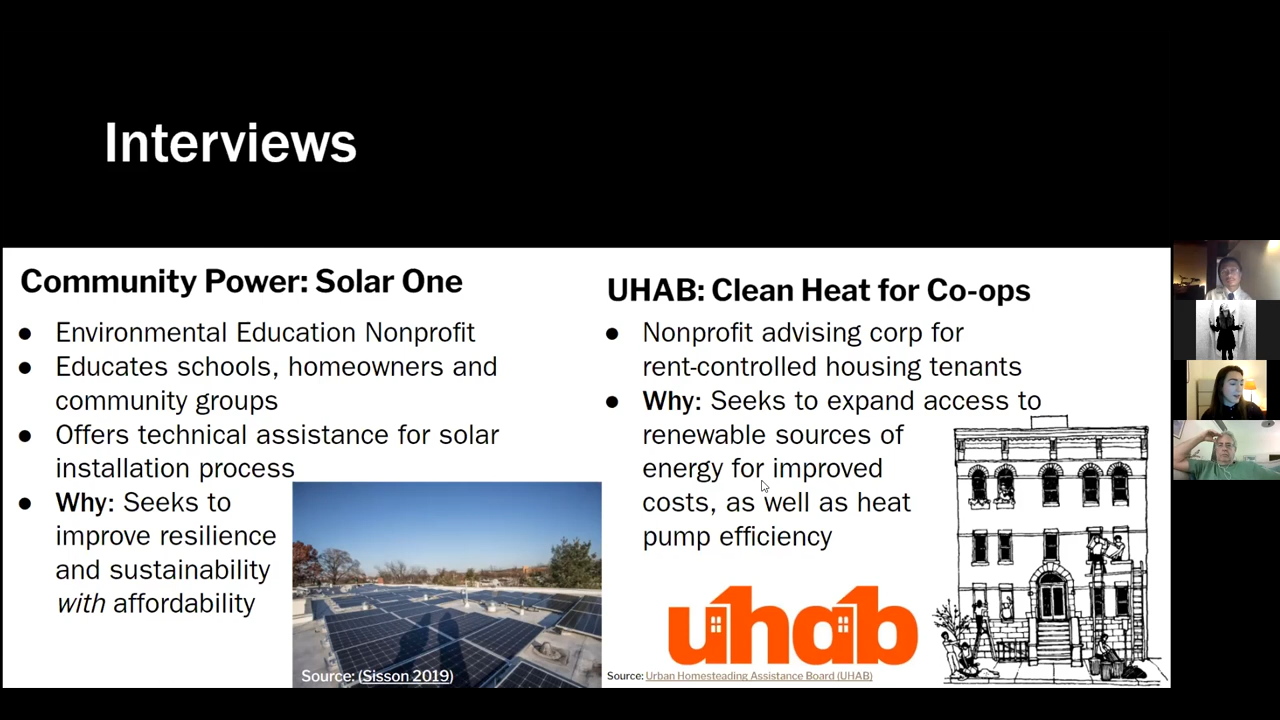 Interviews
Community Power: Solar One
● Environmental Education Nonprofit
● Educates schools, homeowners and
community groups
● Offers technical assistance for solar
installation process
● Why: Seeks to
improve resilience
and sustainability
with affordability
Source: (Sisson 2019)
UHAB: Clean Heat for Co-ops
● Nonprofit advising corp for
rent-controlled housing tenants
● Why: Seeks to expand access to
renewable sources of
energy for improved
costs, as well as heat
pump efficiency
uhab
Source: Urban Homesteading Assistance Board (UHAB)